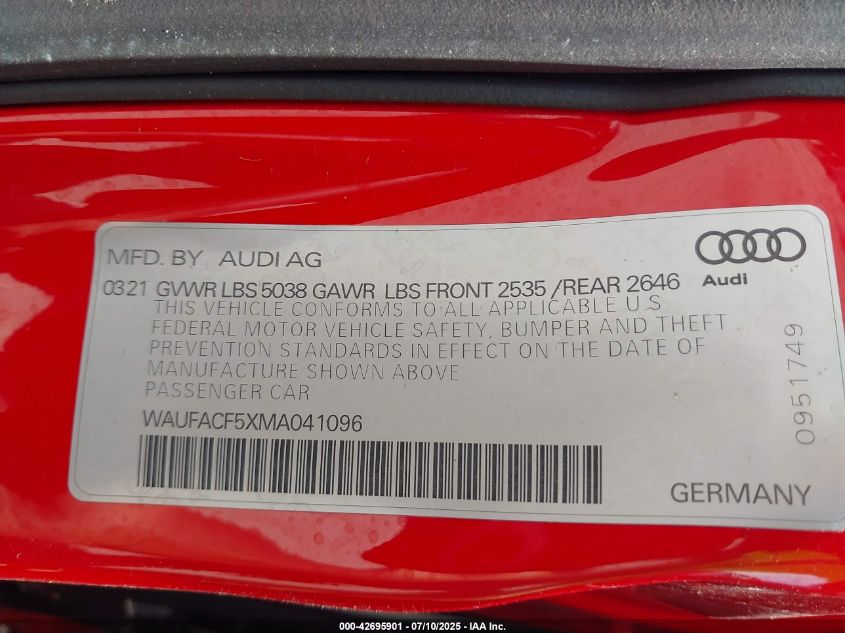 MFD. BY AUDI AG
Audi
0321 GVWR LBS 5038 GAWR LBS FRONT 2535 /REAR 2646
THIS VEHICLE CONFORMS TO ALL APPLICABLE U.S.
FEDERAL MOTOR VEHICLE SAFETY, BUMPER AND THEFT
PREVENTION STANDARDS IN EFFECT ON THE DATE OF
MANUFACTURE SHOWN ABOVE
PASSENGER CAR
WAUFACF5XMA041096
0951749
GERMANY
000-42695901 - 07/10/2025 - IAA Inc.